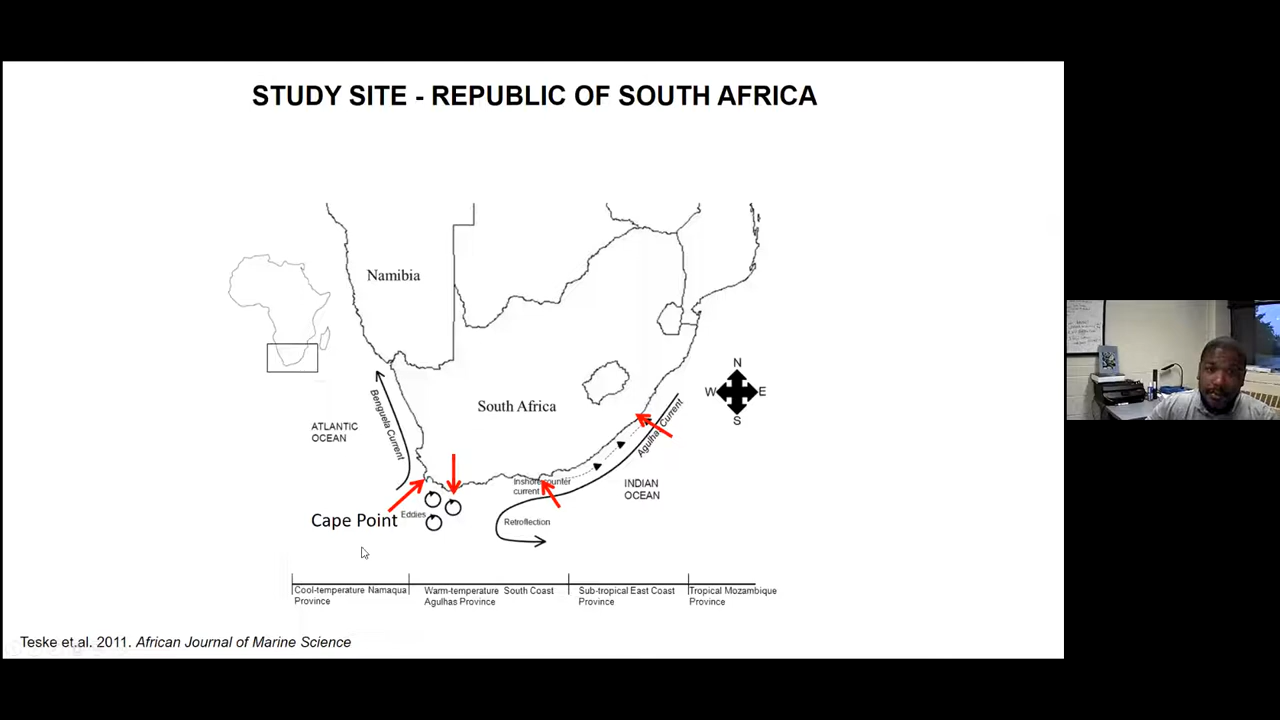 STUDY SITE - REPUBLIC OF SOUTH AFRICA
Namibia
South Africa
N
W
E
S
ATLANTIC
OCEAN
Benguela Current
Agulhas Current
INDIAN
OCEAN
Inshore counter
current
Retroflection
Eddies
Cape Point
Cool-temperature Namaqua
Province
Warm-temperature
Agulhas Province
South Coast
Sub-tropical East Coast
Province
Tropical Mozambique
Province
Teske et.al. 2011. African Journal of Marine Science